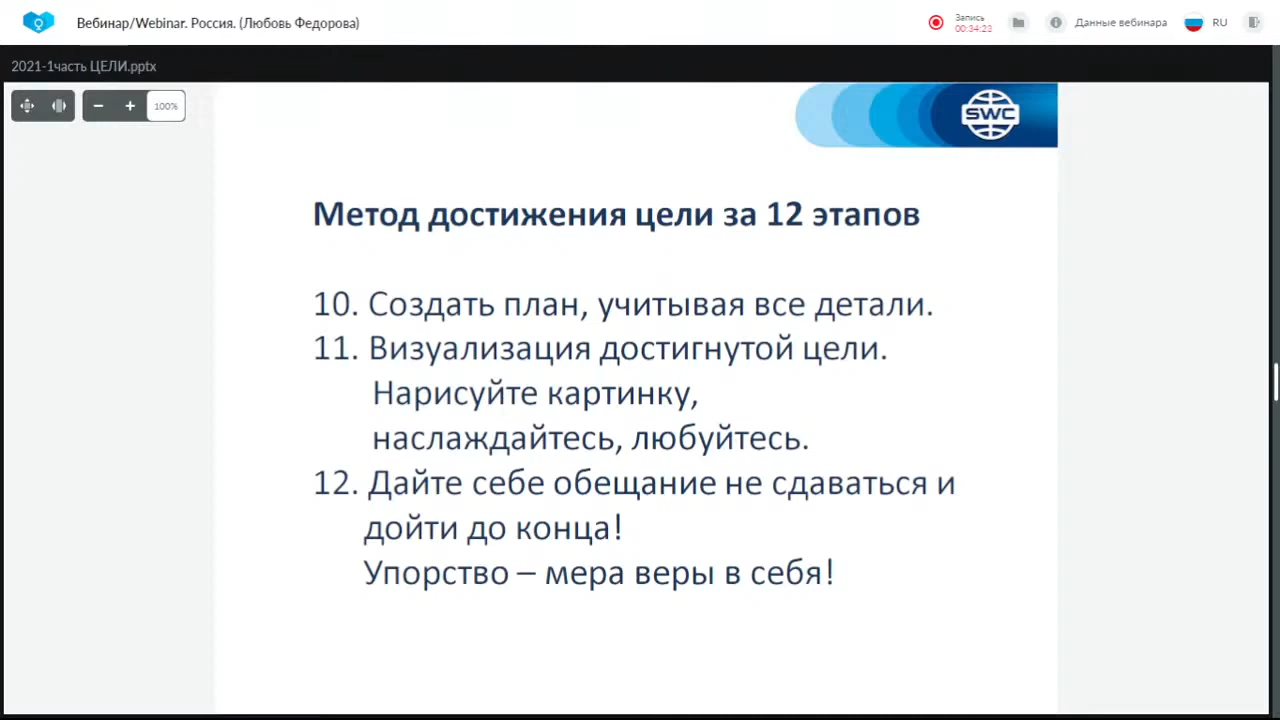 Вебинар/Webinar. Россия. (Любовь Федорова)
Запись
00:34:22
Данные вебинара
RU
2021-1часть ЦЕЛИ.pptx
100%
SWC
Метод достижения цели за 12 этапов
10. Создать план, учитывая все детали.
11. Визуализация достигнутой цели.
Нарисуйте картинку,
наслаждайтесь, любуйтесь.
12. Дайте себе обещание не сдаваться и
дойти до конца!
Упорство – мера веры в себя!